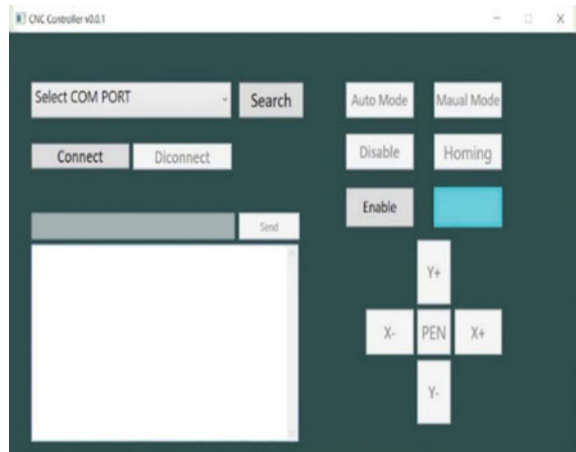 CNC Controller v0.0.1
Select COM PORT
Search
Auto Mode
Maual Mode
Connect
Diconnect
Disable
Homing
Enable
Send
Y+
X-
PEN
X+
Y-